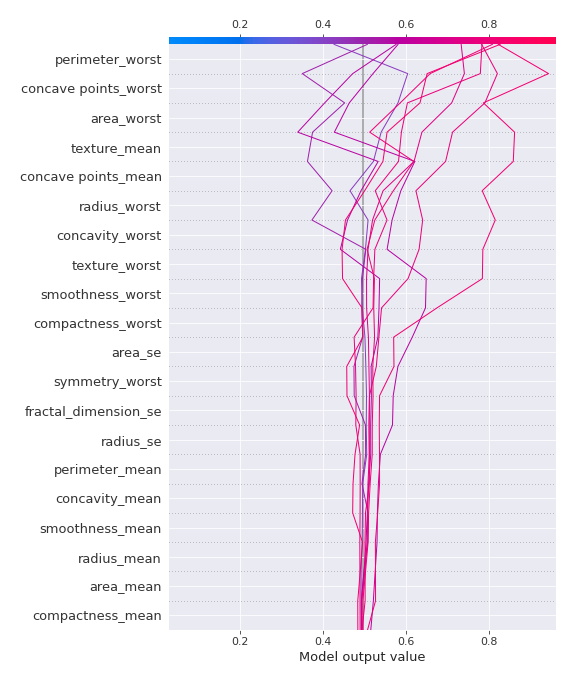 0.2 0.4 0.6 0.8
perimeter_worst
concave points_worst
area_worst
texture_mean
concave points_mean
radius_worst
concavity_worst
texture_worst
smoothness_worst
compactness_worst
area_se
symmetry_worst
fractal_dimension_se
radius_se
perimeter_mean
concavity_mean
smoothness_mean
radius_mean
area_mean
compactness_mean
0.2 0.4 0.6 0.8
Model output value